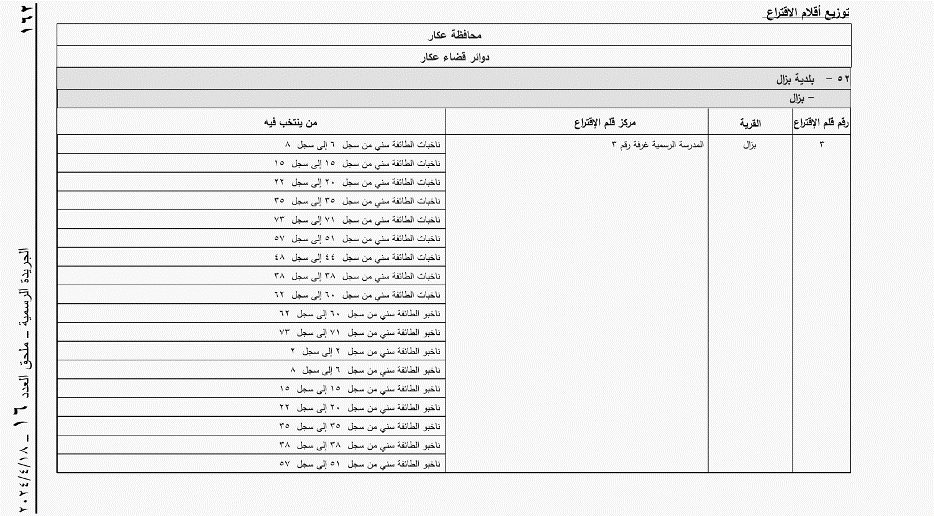 توزيع أقلام الاقتراع
١٦٢
محافظة عكار
دوائر قضاء عكار
٥٢ - بلدية بزال
- بزال
رقم قلم الإقتراع القرية مركز قلم الإقتراع من ينتخب فيه
٣ بزال المدرسة الرسمية غرفة رقم ٣ ناخبات الطائفة سني من سجل ٦ إلى سجل ٨
ناخبات الطائفة سني من سجل ١٥ إلى سجل ١٥
ناخبات الطائفة سني من سجل ٢٠ إلى سجل ٢٢
ناخبات الطائفة سني من سجل ٣٥ إلى سجل ٣٥
ناخبات الطائفة سني من سجل ٧١ إلى سجل ٧٣
ناخبات الطائفة سني من سجل ٥١ إلى سجل ٥٧
ناخبات الطائفة سني من سجل ٤٤ إلى سجل ٤٨
ناخبات الطائفة سني من سجل ٣٨ إلى سجل ٣٨
ناخبات الطائفة سني من سجل ٦٠ إلى سجل ٦٢
ناخبو الطائفة سني من سجل ٦٠ إلى سجل ٦٢
ناخبو الطائفة سني من سجل ٧١ إلى سجل ٧٣
ناخبو الطائفة سني من سجل ٢ إلى سجل ٢
ناخبو الطائفة سني من سجل ٦ إلى سجل ٨
ناخبو الطائفة سني من سجل ١٥ إلى سجل ١٥
ناخبو الطائفة سني من سجل ٢٠ إلى سجل ٢٢
ناخبو الطائفة سني من سجل ٣٥ إلى سجل ٣٥
ناخبو الطائفة سني من سجل ٣٨ إلى سجل ٣٨
ناخبو الطائفة سني من سجل ٥١ إلى سجل ٥٧
الجريدة الرسمية - ملحق العدد ١٦ - ٢٠٢٤/٤/١٨